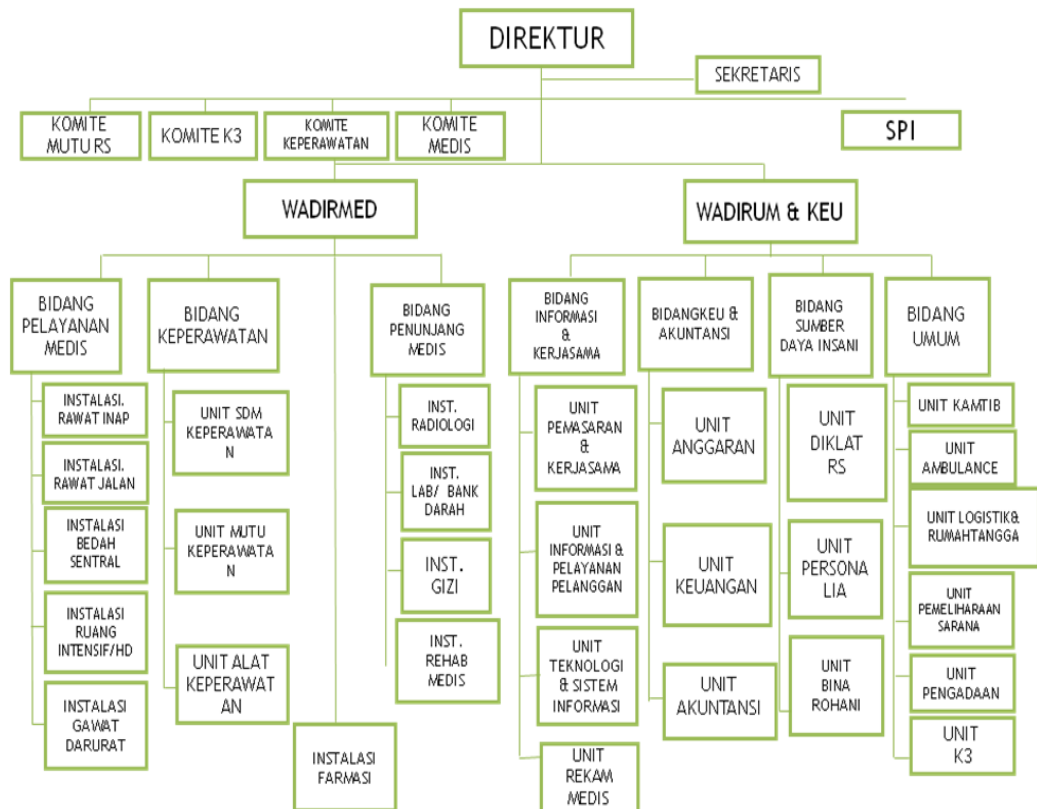 DIREKTUR
SEKRETARIS
KOMITE
MUTU RS
KOMITE K3
KOMITE
KEPERAWATAN
KOMITE
MEDIS
SPI
WADIRMED
WADIRUM & KEU
BIDANG
PELAYANAN
MEDIS
BIDANG
KEPERAWATAN
BIDANG
PENUNJANG
MEDIS
BIDANG
INFORMASI
&
KERJASAMA
BIDANGKEU &
AKUNTANSI
BIDANG
SUMBER
DAYA INSANI
BIDANG
UMUM
INSTALASI.
RAWAT INAP
INSTALASI.
RAWAT JALAN
INSTALASI
BEDAH
SENTRAL
INSTALASI
RUANG
INTENSIF/HD
INSTALASI
GAWAT
DARURAT
UNIT SDM
KEPERAWATA
N
UNIT MUTU
KEPERAWATA
N
UNIT ALAT
KEPERAWAT
AN
INSTALASI
FARMASI
INST.
RADIOLOGI
INST.
LAB/ BANK
DARAH
INST.
GIZI
INST.
REHAB
MEDIS
UNIT
PEMASARAN
&
KERJASAMA
UNIT
INFORMASI &
PELAYANAN
PELANGGAN
UNIT
TEKNOLOGI
& SISTEM
INFORMASI
UNIT
REKAM
MEDIS
UNIT
ANGGARAN
UNIT
KEUANGAN
UNIT
AKUNTANSI
UNIT
DIKLAT
RS
UNIT
PERSONA
LIA
UNIT
BINA
ROHANI
UNIT KAMTIB
UNIT
AMBULANCE
UNIT LOGISTIK&
RUMAHTANGGA
UNIT
PEMELIHARAAN
SARANA
UNIT
PENGADAAN
UNIT
K3